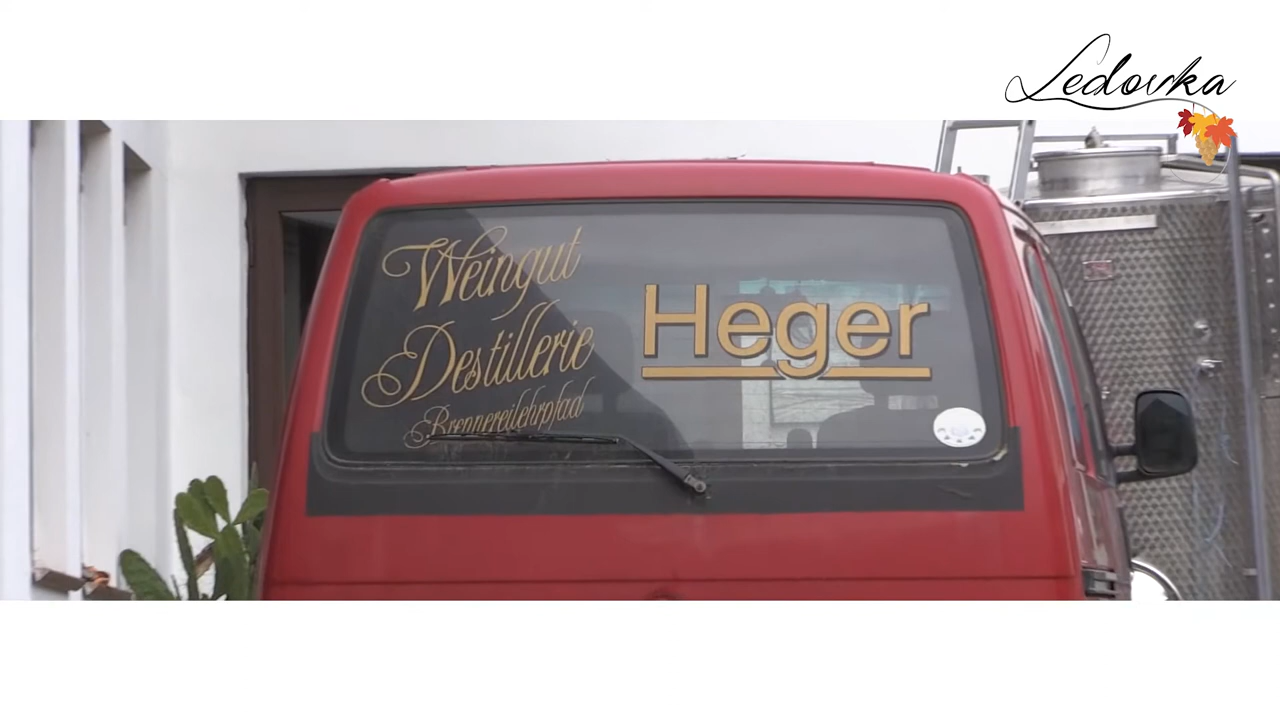 Ledovka
Weingut
Destillerie
Brennereilehrpfad
Heger